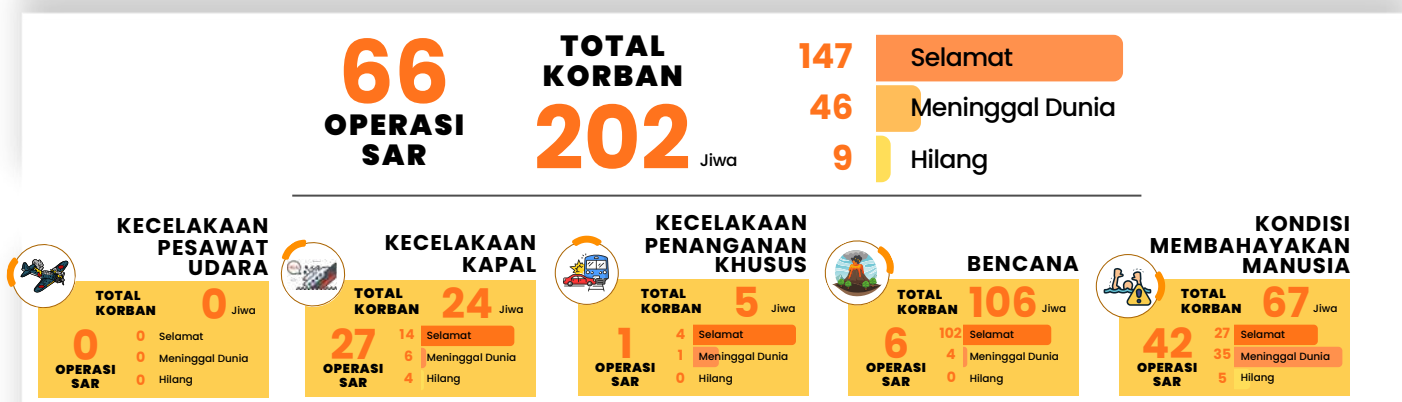 66
OPERASI
SAR
TOTAL
KORBAN
202 Jiwa
147 Selamat
46 Meninggal Dunia
9 Hilang
KECELAKAAN
PESAWAT
UDARA
TOTAL
KORBAN
0 Jiwa
0
OPERASI
SAR
0 Selamat
0 Meninggal Dunia
0 Hilang
KECELAKAAN
KAPAL
TOTAL
KORBAN
24 Jiwa
27
OPERASI
SAR
14 Selamat
6 Meninggal Dunia
4 Hilang
KECELAKAAN
PENANGANAN
KHUSUS
TOTAL
KORBAN
5 Jiwa
1
OPERASI
SAR
4 Selamat
1 Meninggal Dunia
0 Hilang
BENCANA
TOTAL
KORBAN
106 Jiwa
6
OPERASI
SAR
102 Selamat
4 Meninggal Dunia
0 Hilang
KONDISI
MEMBAHAYAKAN
MANUSIA
TOTAL
KORBAN
67 Jiwa
42
OPERASI
SAR
27 Selamat
35 Meninggal Dunia
5 Hilang